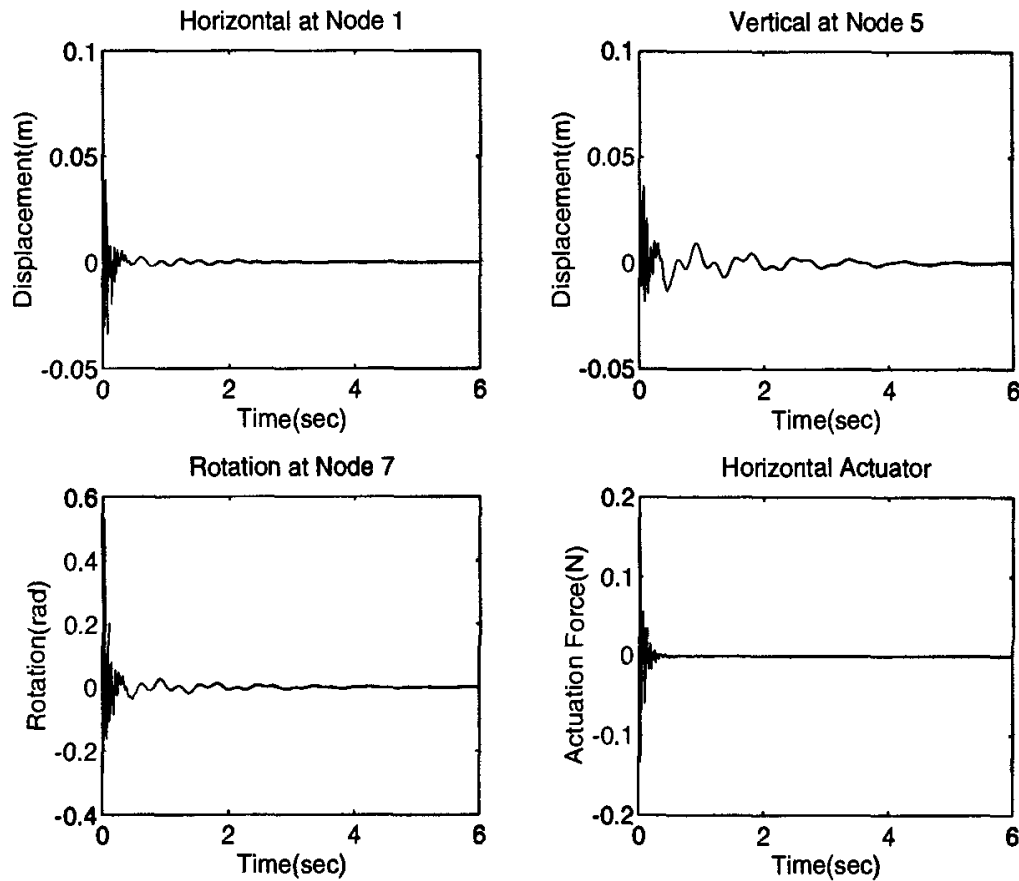 Horizontal at Node 1
0.1
0.05
0
-0.05
Displacement(m)
0 2 4 6
Time(sec)
Vertical at Node 5
0.1
0.05
0
-0.05
Displacement(m)
0 2 4 6
Time(sec)
Rotation at Node 7
0.6
0.4
0.2
0
-0.2
-0.4
Rotation(rad)
0 2 4 6
Time(sec)
Horizontal Actuator
0.2
0.1
0
-0.1
-0.2
Actuation Force(N)
0 2 4 6
Time(sec)